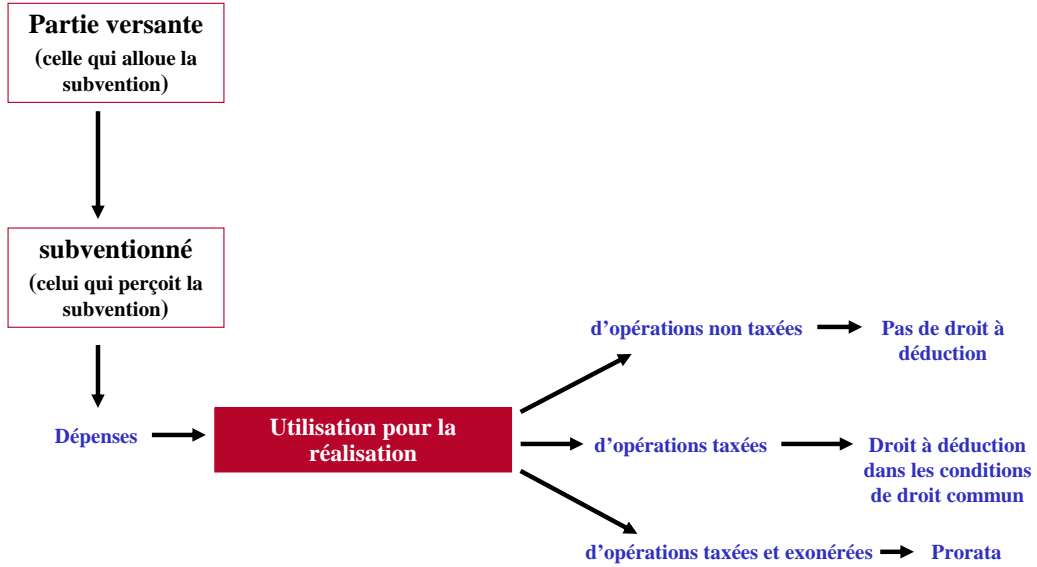 Partie versante
(celle qui alloue la
subvention)
subventionné
(celui qui perçoit la
subvention)
Dépenses
Utilisation pour la
réalisation
d'opérations non taxées
Pas de droit à
déduction
d'opérations taxées
Droit à déduction
dans les conditions
de droit commun
d'opérations taxées et exonérées
Prorata